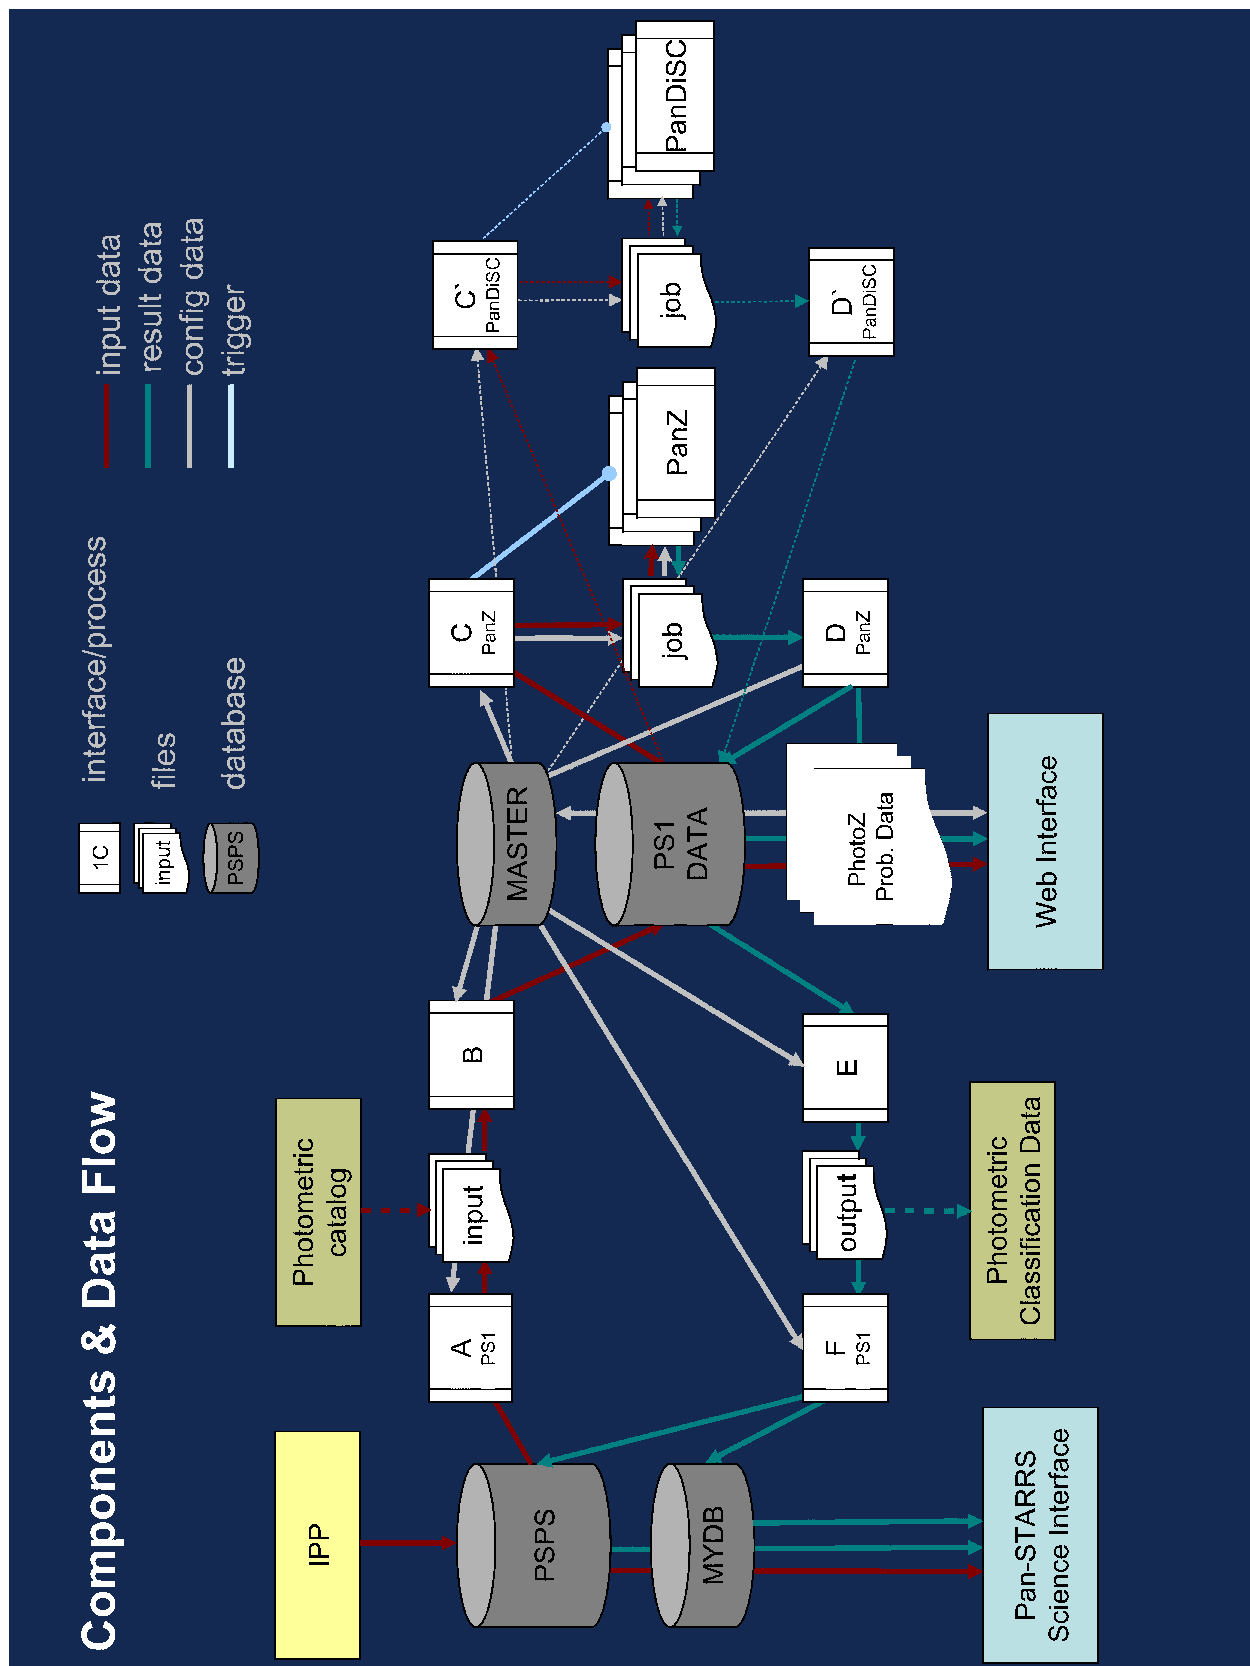 Components & Data Flow
1C
interface/process
input
files
PSPS
database
input data
result data
config data
trigger
IPP
Photometric
catalog
A
PS1
input
B
C
PanZ
C`
PanDiSC
PSPS
MASTER
MYDB
PS1
DATA
job
PanZ
job
PanDiSC
F
PS1
output
E
PhotoZ
Prob. Data
D
PanZ
D`
PanDiSC
Pan-STARRS
Science Interface
Photometric
Classification Data
Web Interface